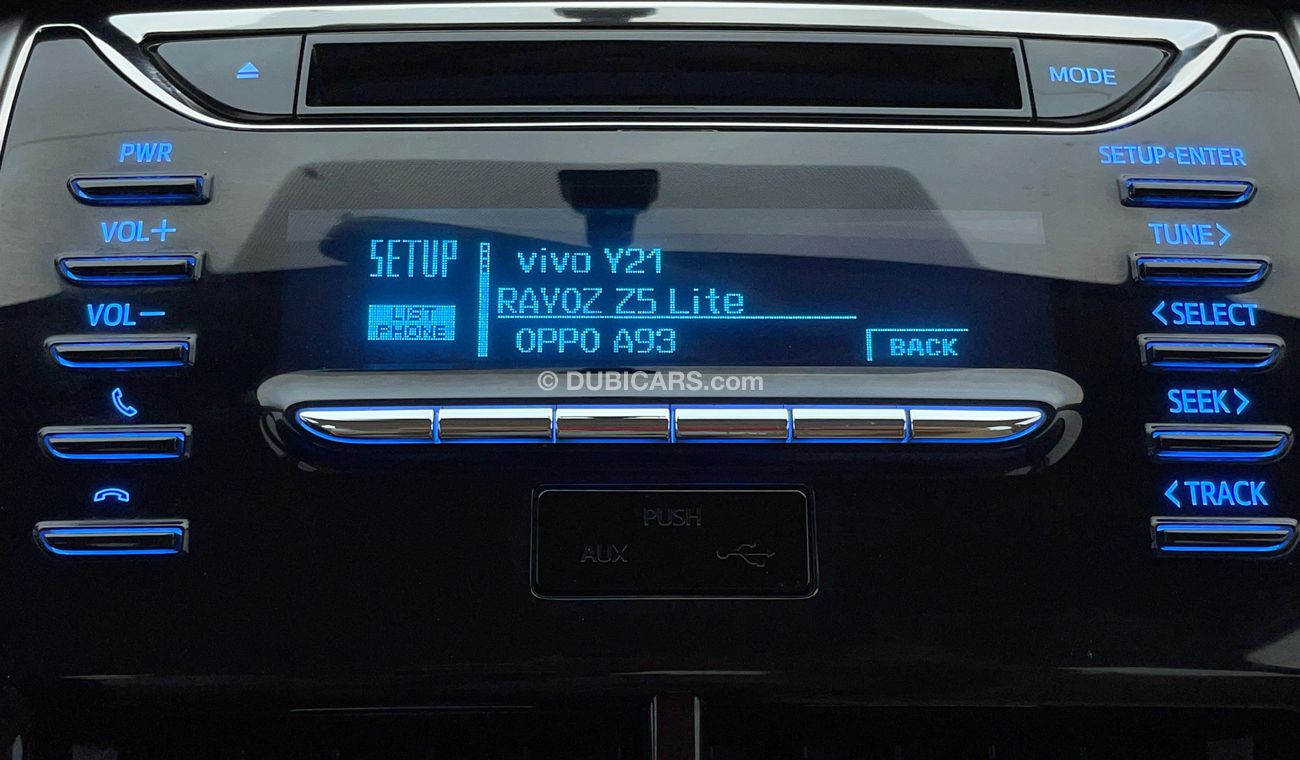 MODE
PWR
SETUP•ENTER
VOL+
TUNE>
SETUP
vivo Y21
LIST
PHONE
RAVOZ Z5 Lite
VOL−
<SELECT
OPPO A93
BACK
© DUBICARS.com
SEEK>
<TRACK
PUSH
AUX